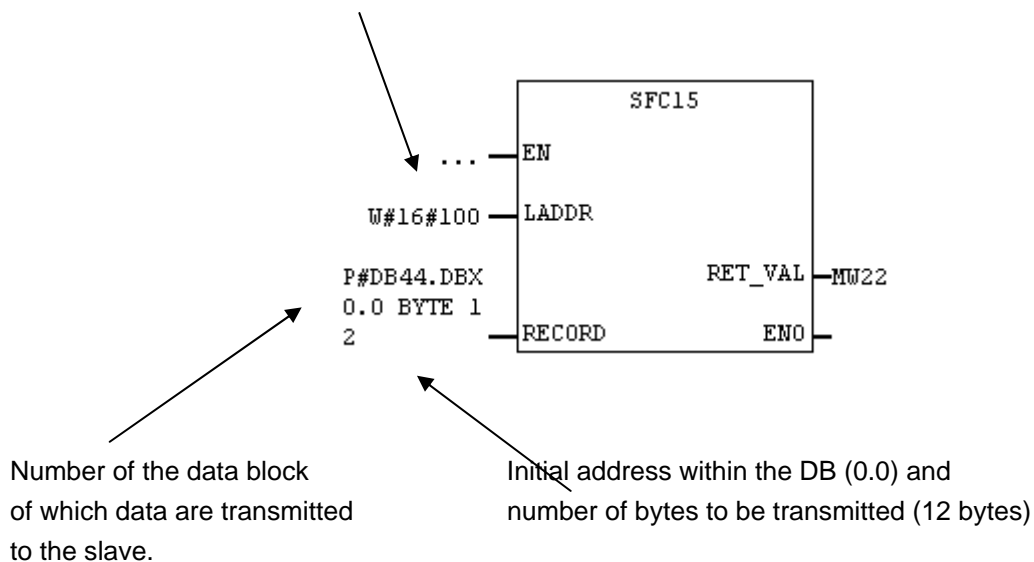 SFC15
... EN
W#16#100 LADDR
P#DB44.DBX RET_VAL MW22
0.0 BYTE 1
2 RECORD ENO
Number of the data block
of which data are transmitted
to the slave.
Initial address within the DB (0.0) and
number of bytes to be transmitted (12 bytes)